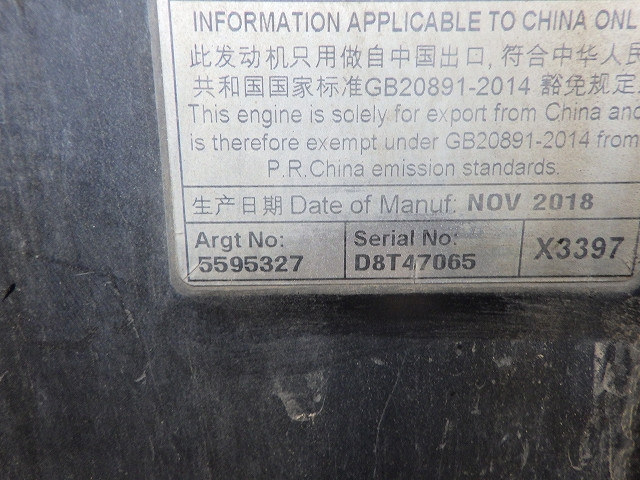 INFORMATION APPLICABLE TO CHINA ONL
此发动机只用做自中国出口, 符合中华人民
共和国国家标准GB20891-2014 豁免规定.
This engine is solely for export from China and
is therefore exempt under GB20891-2014 from
P.R.China emission standards.
生产日期 Date of Manuf: NOV 2018
Argt No: Serial No:
5595327 D8T47065 X3397